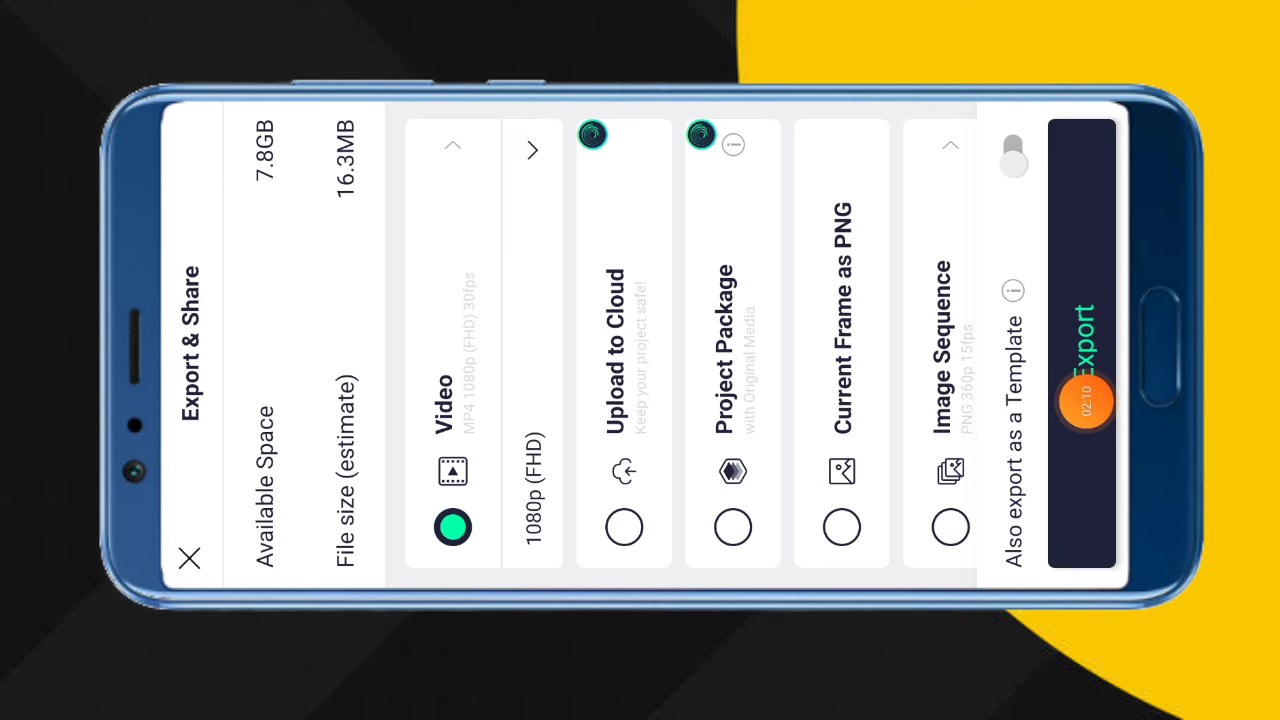 Export & Share
Available Space 7.8GB
File size (estimate) 16.3MB
Video
MP4 1080p (FHD) 30fps
1080p (FHD)
Upload to Cloud
Keep your project safe!
Project Package
with Original Media
Current Frame as PNG
Image Sequence
PNG 360p 15fps
Also export as a Template
Export
02:10